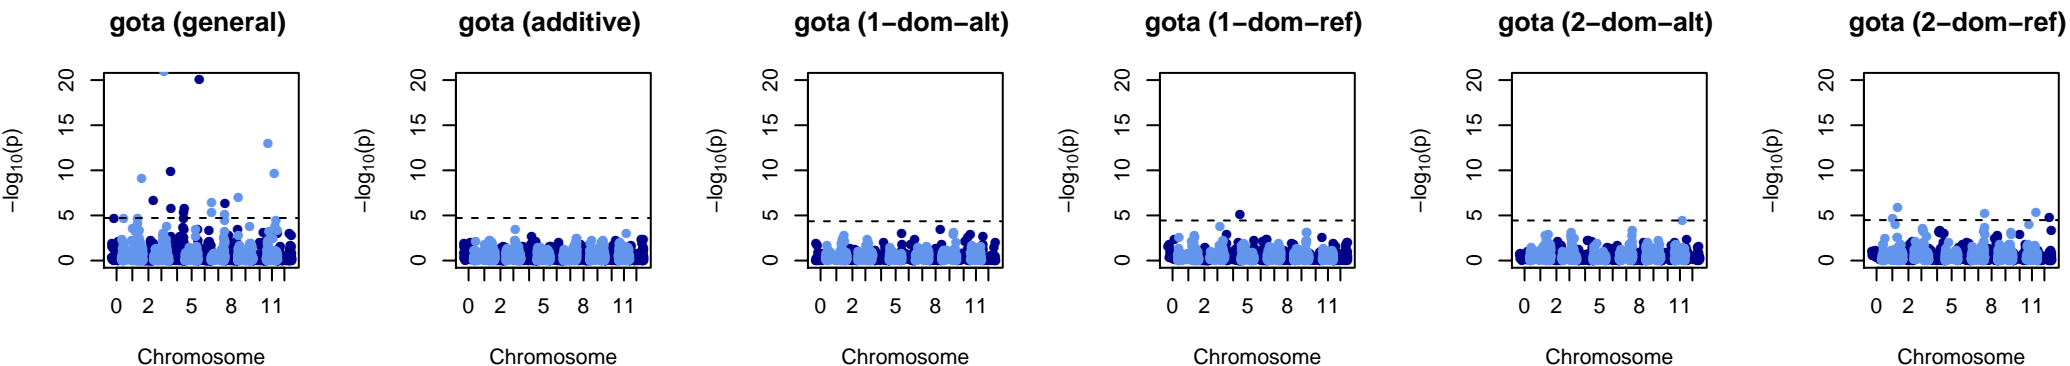 gota (general)
20
15
10
5
0
−log10(p)
0 2 5 8 11
Chromosome
gota (additive)
20
15
10
5
0
−log10(p)
0 2 5 8 11
Chromosome
gota (1−dom−alt)
20
15
10
5
0
−log10(p)
0 2 5 8 11
Chromosome
gota (1−dom−ref)
20
15
10
5
0
−log10(p)
0 2 5 8 11
Chromosome
gota (2−dom−alt)
20
15
10
5
0
−log10(p)
0 2 5 8 11
Chromosome
gota (2−dom−ref)
20
15
10
5
0
−log10(p)
0 2 5 8 11
Chromosome